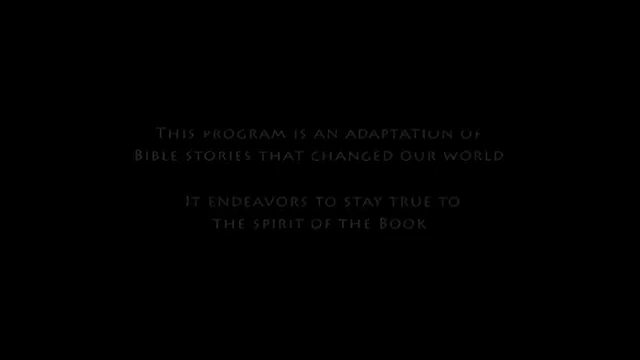 This program is an adaptation of
Bible stories that changed our world
It endeavors to stay true to
the spirit of the Book